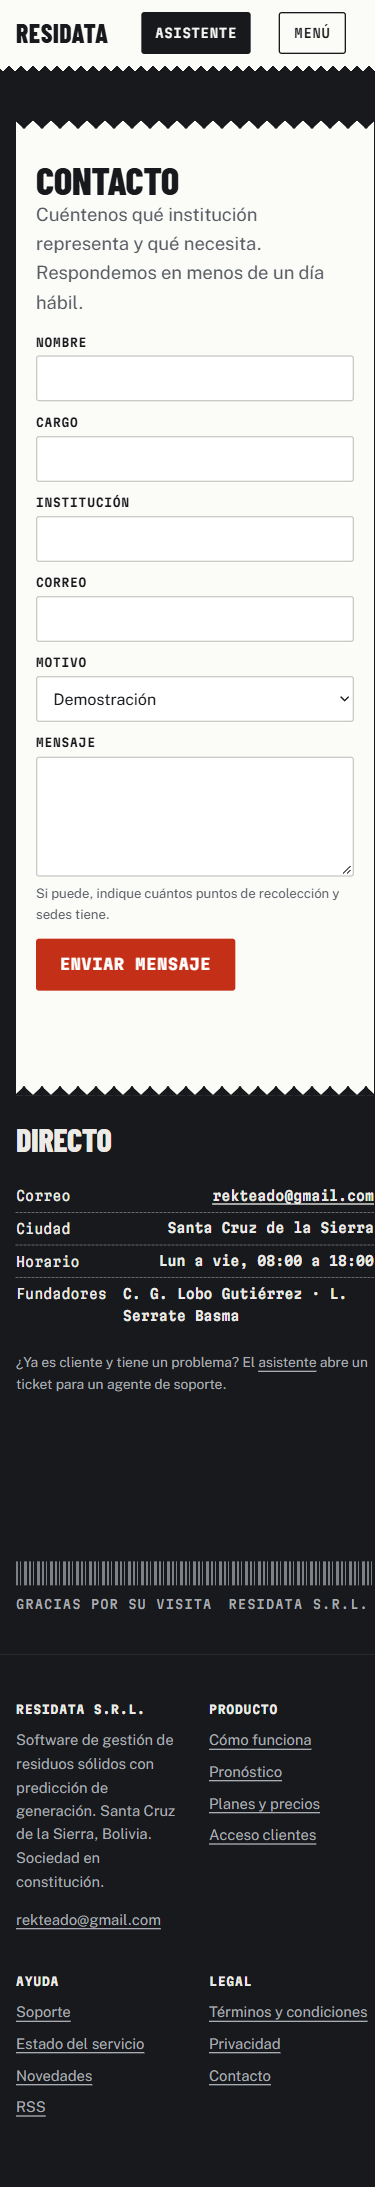 RESIDATA
ASISTENTE
MENÚ
CONTACTO
Cuéntenos qué institución
representa y qué necesita.
Respondemos en menos de un día
hábil.
NOMBRE
CARGO
INSTITUCIÓN
CORREO
MOTIVO
Demostración
MENSAJE
Si puede, indique cuántos puntos de recolección y
sedes tiene.
ENVIAR MENSAJE
DIRECTO
Correo rekteado@gmail.com
Ciudad Santa Cruz de la Sierra
Horario Lun a vie, 08:00 a 18:00
Fundadores C. G. Lobo Gutiérrez · L.
Serrate Basma
¿Ya es cliente y tiene un problema? El asistente abre un
ticket para un agente de soporte.
GRACIAS POR SU VISITA RESIDATA S.R.L.
RESIDATA S.R.L.
Software de gestión de
residuos sólidos con
predicción de
generación. Santa Cruz
de la Sierra, Bolivia.
Sociedad en
constitución.
rekteado@gmail.com
PRODUCTO
Cómo funciona
Pronóstico
Planes y precios
Acceso clientes
AYUDA
Soporte
Estado del servicio
Novedades
RSS
LEGAL
Términos y condiciones
Privacidad
Contacto